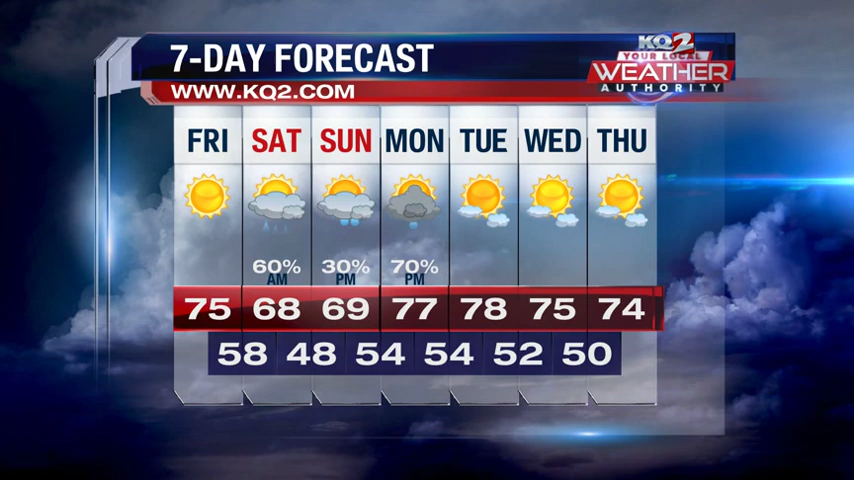 7-DAY FORECAST
WWW.KQ2.COM
KQ2
YOUR LOCAL
WEATHER
AUTHORITY
FRI SAT SUN MON TUE WED THU
60% 30% 70%
AM PM PM
75 68 69 77 78 75 74
58 48 54 54 52 50